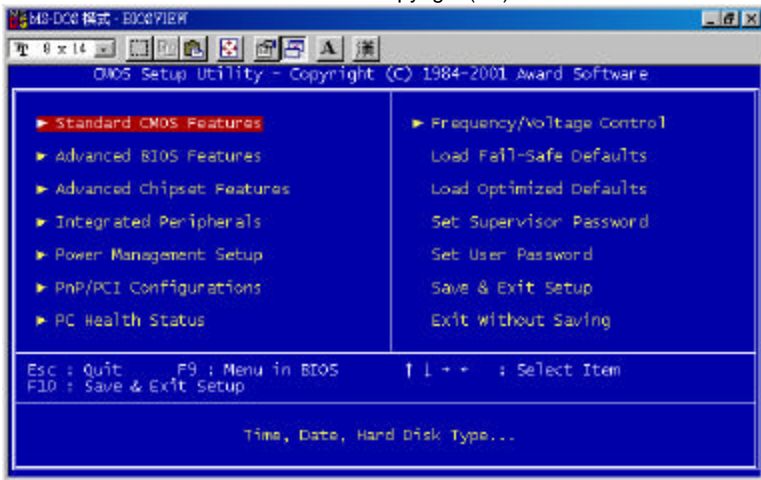 MS-DOS 模式 - BIOSVIEW
8 x 14
A 漢
CMOS Setup Utility - Copyright (C) 1984-2001 Award Software
► Standard CMOS Features
► Advanced BIOS Features
► Advanced Chipset Features
► Integrated Peripherals
► Power Management Setup
► PnP/PCI Configurations
► PC Health Status
► Frequency/Voltage Control
Load Fail-Safe Defaults
Load Optimized Defaults
Set Supervisor Password
Set User Password
Save & Exit Setup
Exit Without Saving
Esc : Quit F9 : Menu in BIOS ↑ ↓ → ← : Select Item
F10 : Save & Exit Setup
Time, Date, Hard Disk Type...